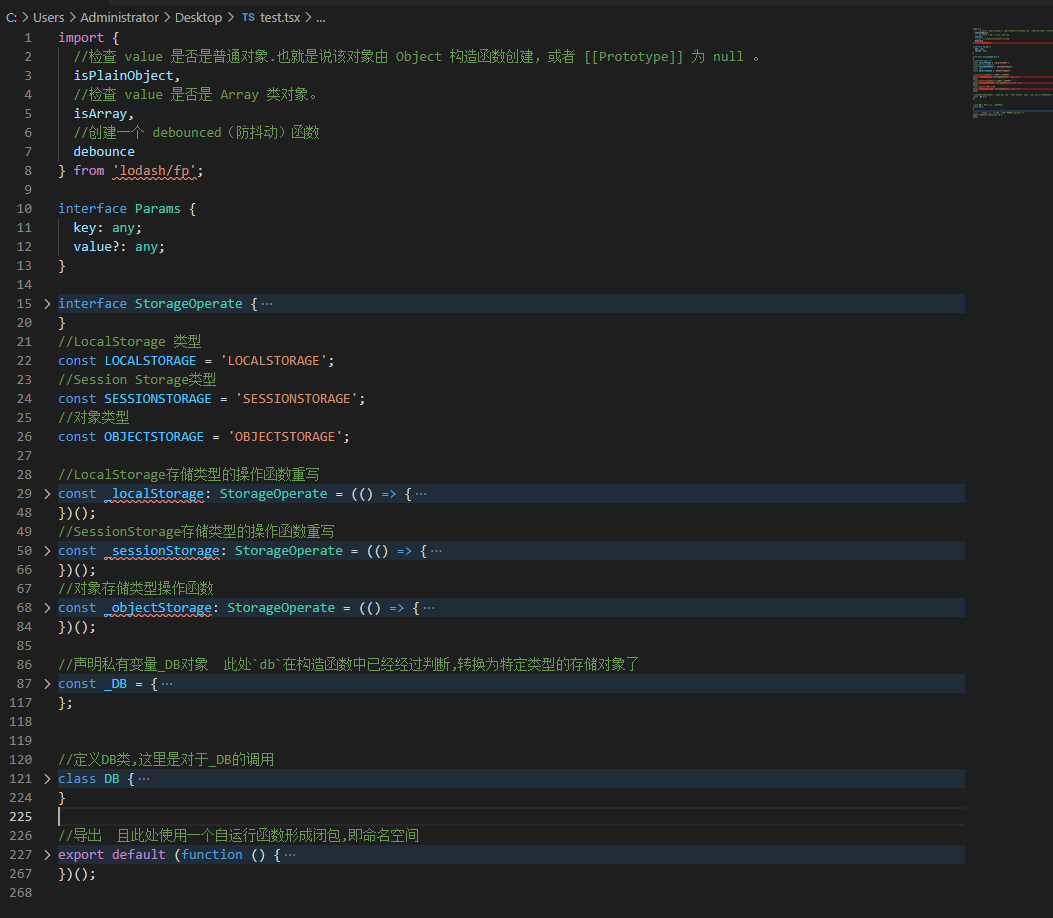 C: > Users > Administrator > Desktop > TS test.tsx > ...
1 import {
2 //检查 value 是否是普通对象.也就是说该对象由 Object 构造函数创建，或者 [[Prototype]] 为 null 。
3 isPlainObject,
4 //检查 value 是否是 Array 类对象。
5 isArray,
6 //创建一个 debounced（防抖动）函数
7 debounce
8 } from 'lodash/fp';
9
10 interface Params {
11 key: any;
12 value?: any;
13 }
14
15 > interface StorageOperate { ···
20 }
21 //LocalStorage 类型
22 const LOCALSTORAGE = 'LOCALSTORAGE';
23 //Session Storage类型
24 const SESSIONSTORAGE = 'SESSIONSTORAGE';
25 //对象类型
26 const OBJECTSTORAGE = 'OBJECTSTORAGE';
27
28 //LocalStorage存储类型的操作函数重写
29 > const _localStorage: StorageOperate = (() => { ···
48 })();
49 //SessionStorage存储类型的操作函数重写
50 > const _sessionStorage: StorageOperate = (() => { ···
66 })();
67 //对象存储类型操作函数
68 > const _objectStorage: StorageOperate = (() => { ···
84 })();
85
86 //声明私有变量_DB对象　此处`db`在构造函数中已经经过判断,转换为特定类型的存储对象了
87 > const _DB = { ···
117 };
118
119
120 //定义DB类,这里是对于_DB的调用
121 > class DB { ···
224 }
225
226 //导出　且此处使用一个自运行函数形成闭包,即命名空间
227 > export default (function () { ···
267 })();
268